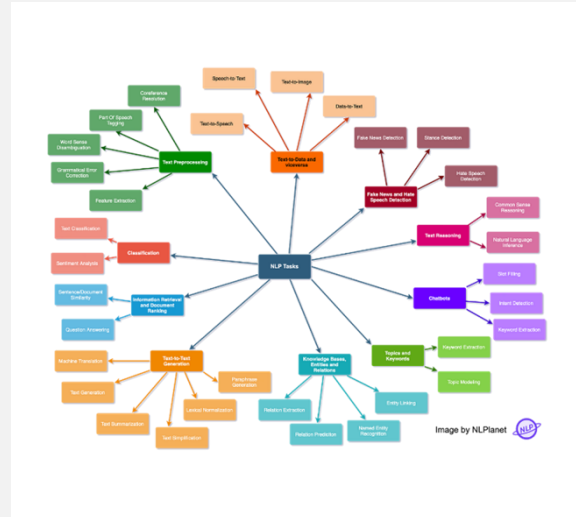 Coreference
Resolution
Speech-to Text
Text-to-Image
Part Of Speech
Tagging
Data-to-Text
Text-to-Speech
Word Sense
Disambiguation
Fake News Detection
Stance Detection
Text Preprocessing
Text-to-Data and
viceversa
Grammatical Error
Correction
Hate Speech
Detection
Fake News and Hate
Speech Detection
Feature Extraction
Common Sense
Reasoning
Text Classification
Text Reasoning
Natural Language
Inference
Classification
Sentiment Analysis
NLP Tasks
Slot Filling
Sentence/Document
Similarity
Information Retrieval
and Document
Ranking
Chatbots
Intent Detection
Question Answering
Keyword Extraction
Keyword Extraction
Machine Translation
Text-to-Text
Generation
Knowledge Bases,
Entities and
Relations
Topics and
Keywords
Paraphrase
Generation
Topic Modeling
Text Generation
Entity Linking
Lexical Normalization
Relation Extraction
Text Summarization
Named Entity
Recognition
Relation Prediction
Text Simplification
Image by NLPlanet
NLP